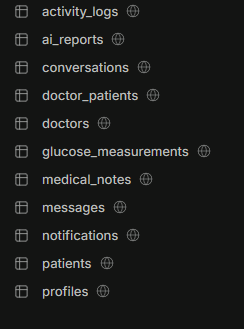 activity_logs
ai_reports
conversations
doctor_patients
doctors
glucose_measurements
medical_notes
messages
notifications
patients
profiles